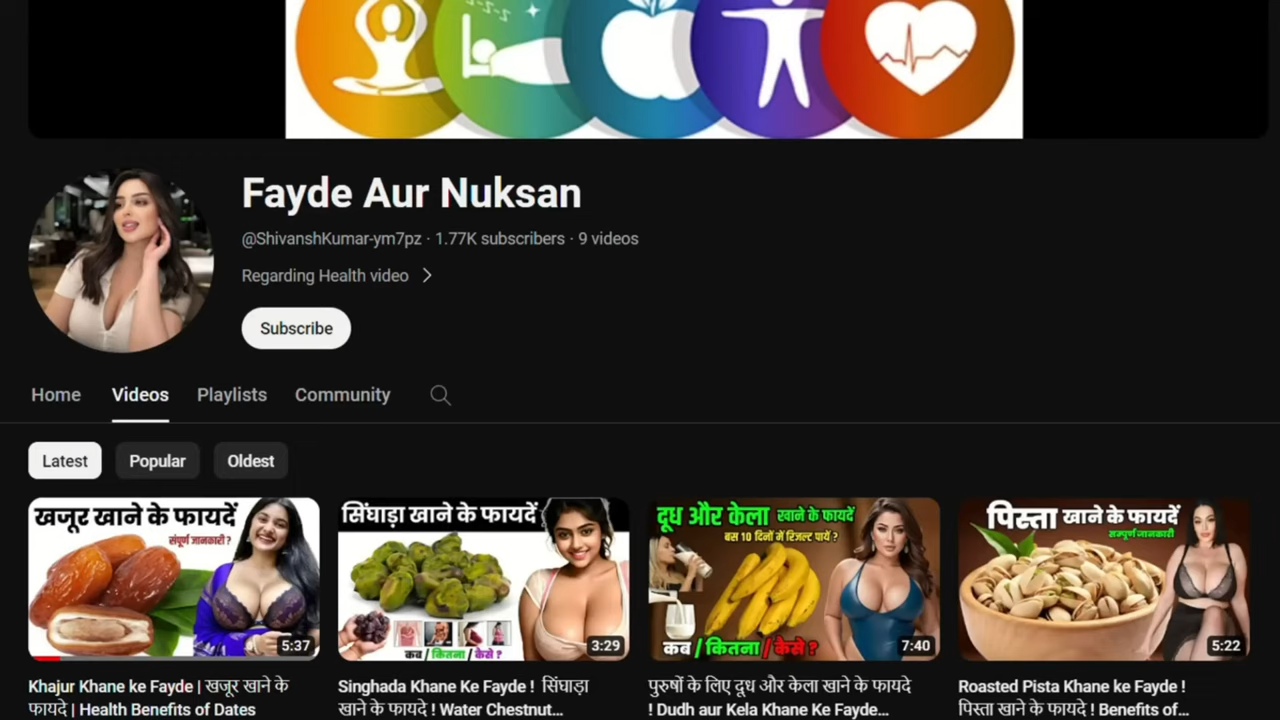 Fayde Aur Nuksan
@ShivanshKumar-ym7pz · 1.77K subscribers · 9 videos
Regarding Health video
Subscribe
Home Videos Playlists Community
Latest Popular Oldest
खजूर खाने के फायदें
संपूर्ण जानकारी?
5:37
सिंघाड़ा खाने के फायदें
कब / कितना / कैसे ?
3:29
दूध और केला खाने के फायदें
बस 10 दिनों में रिजल्ट पायें ?
कब / कितना / कैसे ?
7:40
पिस्ता खाने के फायदें
सम्पूर्ण जानकारी
5:22
Khajur Khane ke Fayde | खजूर खाने के
फायदे | Health Benefits of Dates
Singhada Khane Ke Fayde ! सिंघाड़ा
खाने के फायदे ! Water Chestnut...
पुरुषों के लिए दूध और केला खाने के फायदे
! Dudh aur Kela Khane Ke Fayde...
Roasted Pista Khane ke Fayde !
पिस्ता खाने के फायदे ! Benefits of...